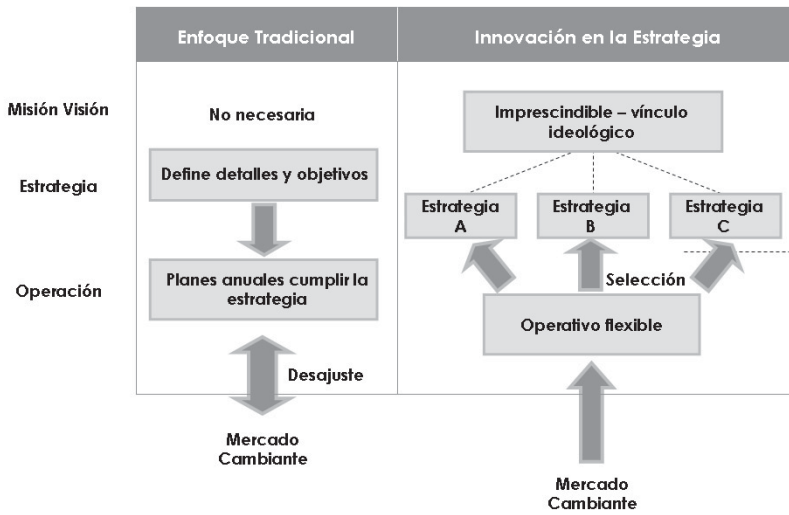 Enfoque Tradicional
Innovación en la Estrategia
Misión Visión
No necesaria
Imprescindible – vínculo
ideológico
Estrategia
Define detalles y objetivos
Estrategia
A
Estrategia
B
Estrategia
C
Operación
Planes anuales cumplir la
estrategia
Selección
Operativo flexible
Desajuste
Mercado
Cambiante
Mercado
Cambiante